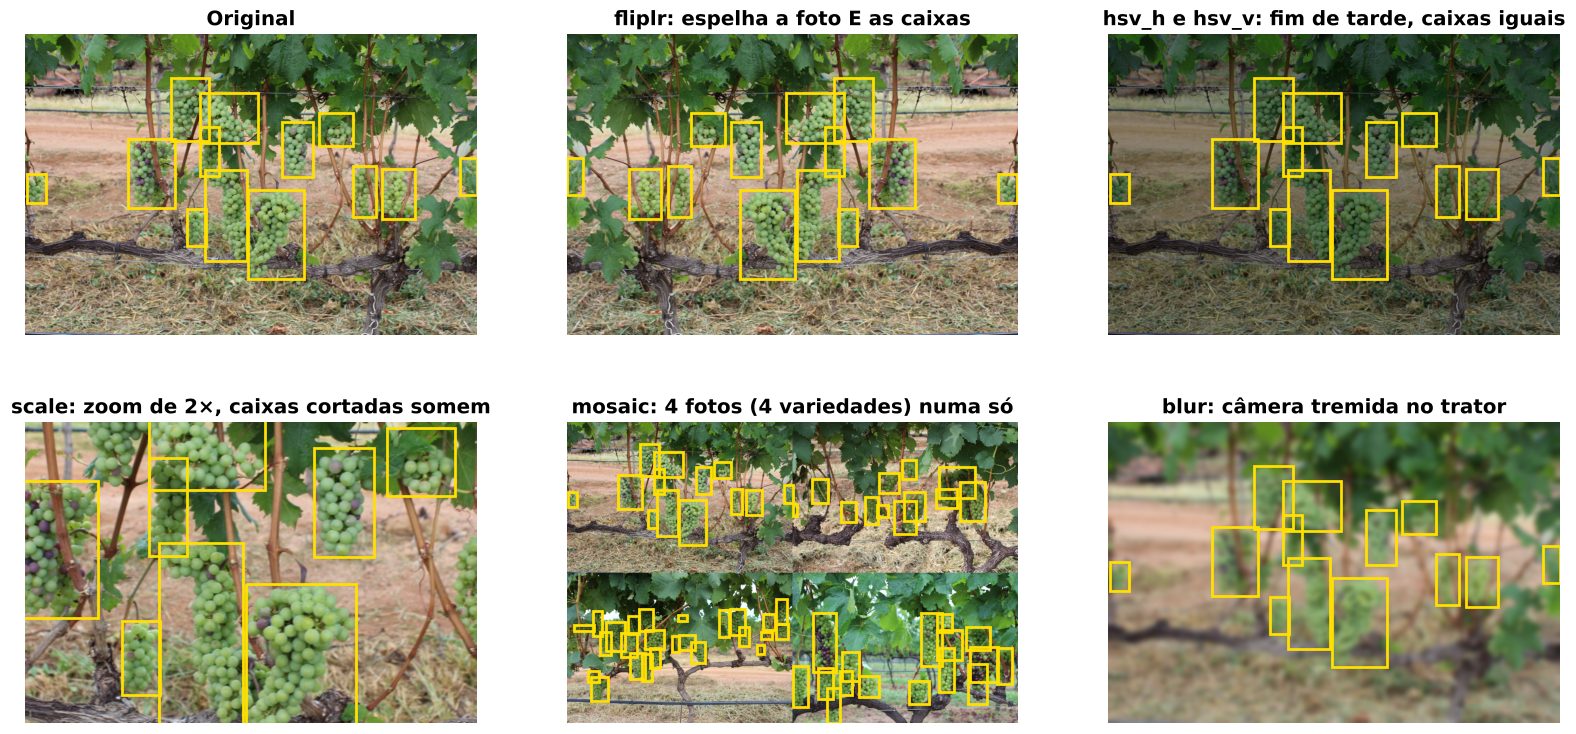 Original
fliplr: espelha a foto E as caixas
hsv_h e hsv_v: fim de tarde, caixas iguais
scale: zoom de 2×, caixas cortadas somem
mosaic: 4 fotos (4 variedades) numa só
blur: câmera tremida no trator